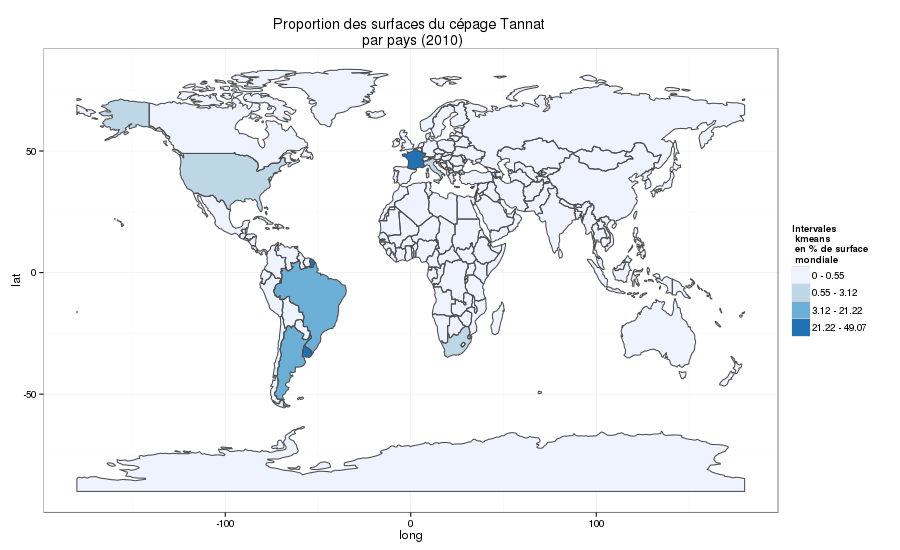 Proportion des surfaces du cépage Tannat
par pays (2010)
50
0
-50
lat
-100
0
100
long
Intervales
kmeans
en % de surface
mondiale
0 - 0.55
0.55 - 3.12
3.12 - 21.22
21.22 - 49.07